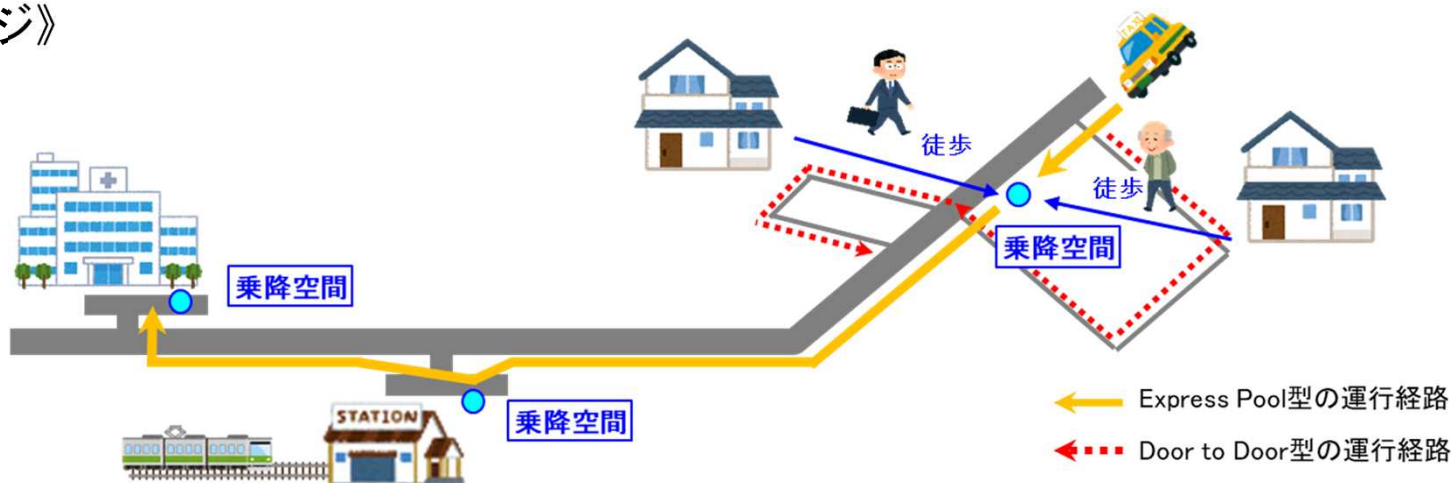 ジ》
TAXI
徒歩
徒歩
乗降空間
乗降空間
STATION
乗降空間
Express Pool型の運行経路
Door to Door型の運行経路